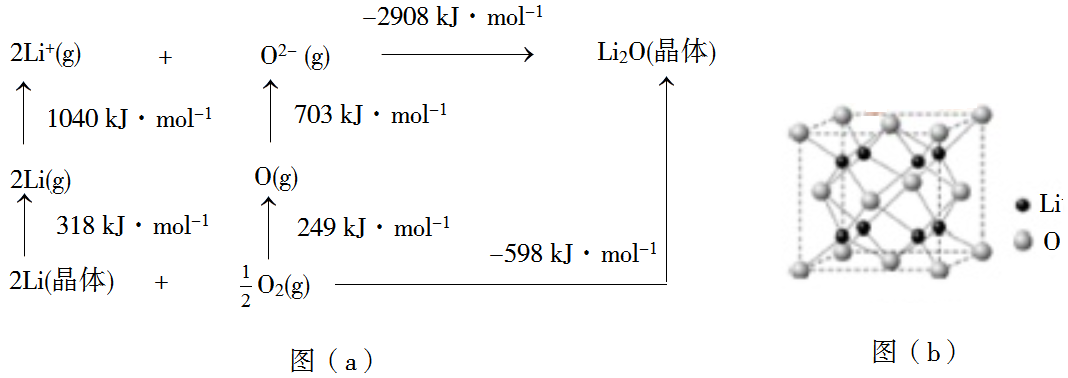 −2908 kJ·mol⁻¹
2Li⁺(g) + O²⁻ (g) Li₂O(晶体)
1040 kJ·mol⁻¹ 703 kJ·mol⁻¹
2Li(g) O(g)
318 kJ·mol⁻¹ 249 kJ·mol⁻¹
−598 kJ·mol⁻¹
2Li(晶体) + 1/2 O₂(g)
图(a)
Li
O
图(b)